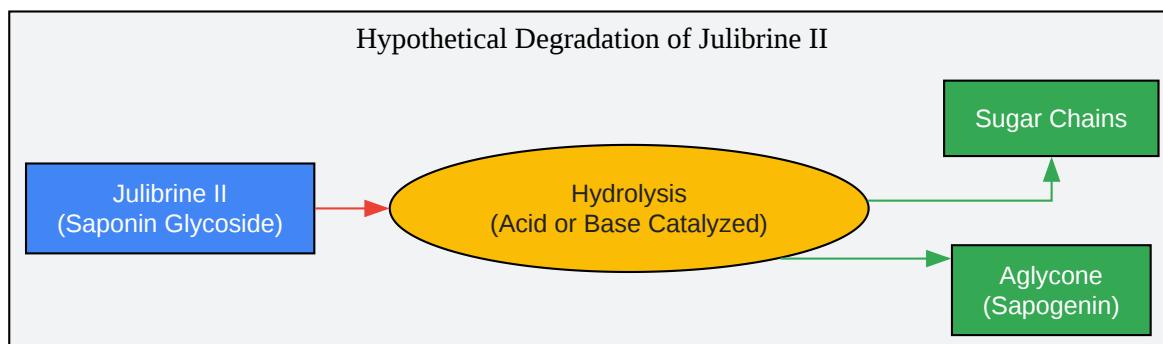 Hypothetical Degradation of Julibrine II
Julibrine II
(Saponin Glycoside)
Hydrolysis
(Acid or Base Catalyzed)
Sugar Chains
Aglycone
(Sapogenin)